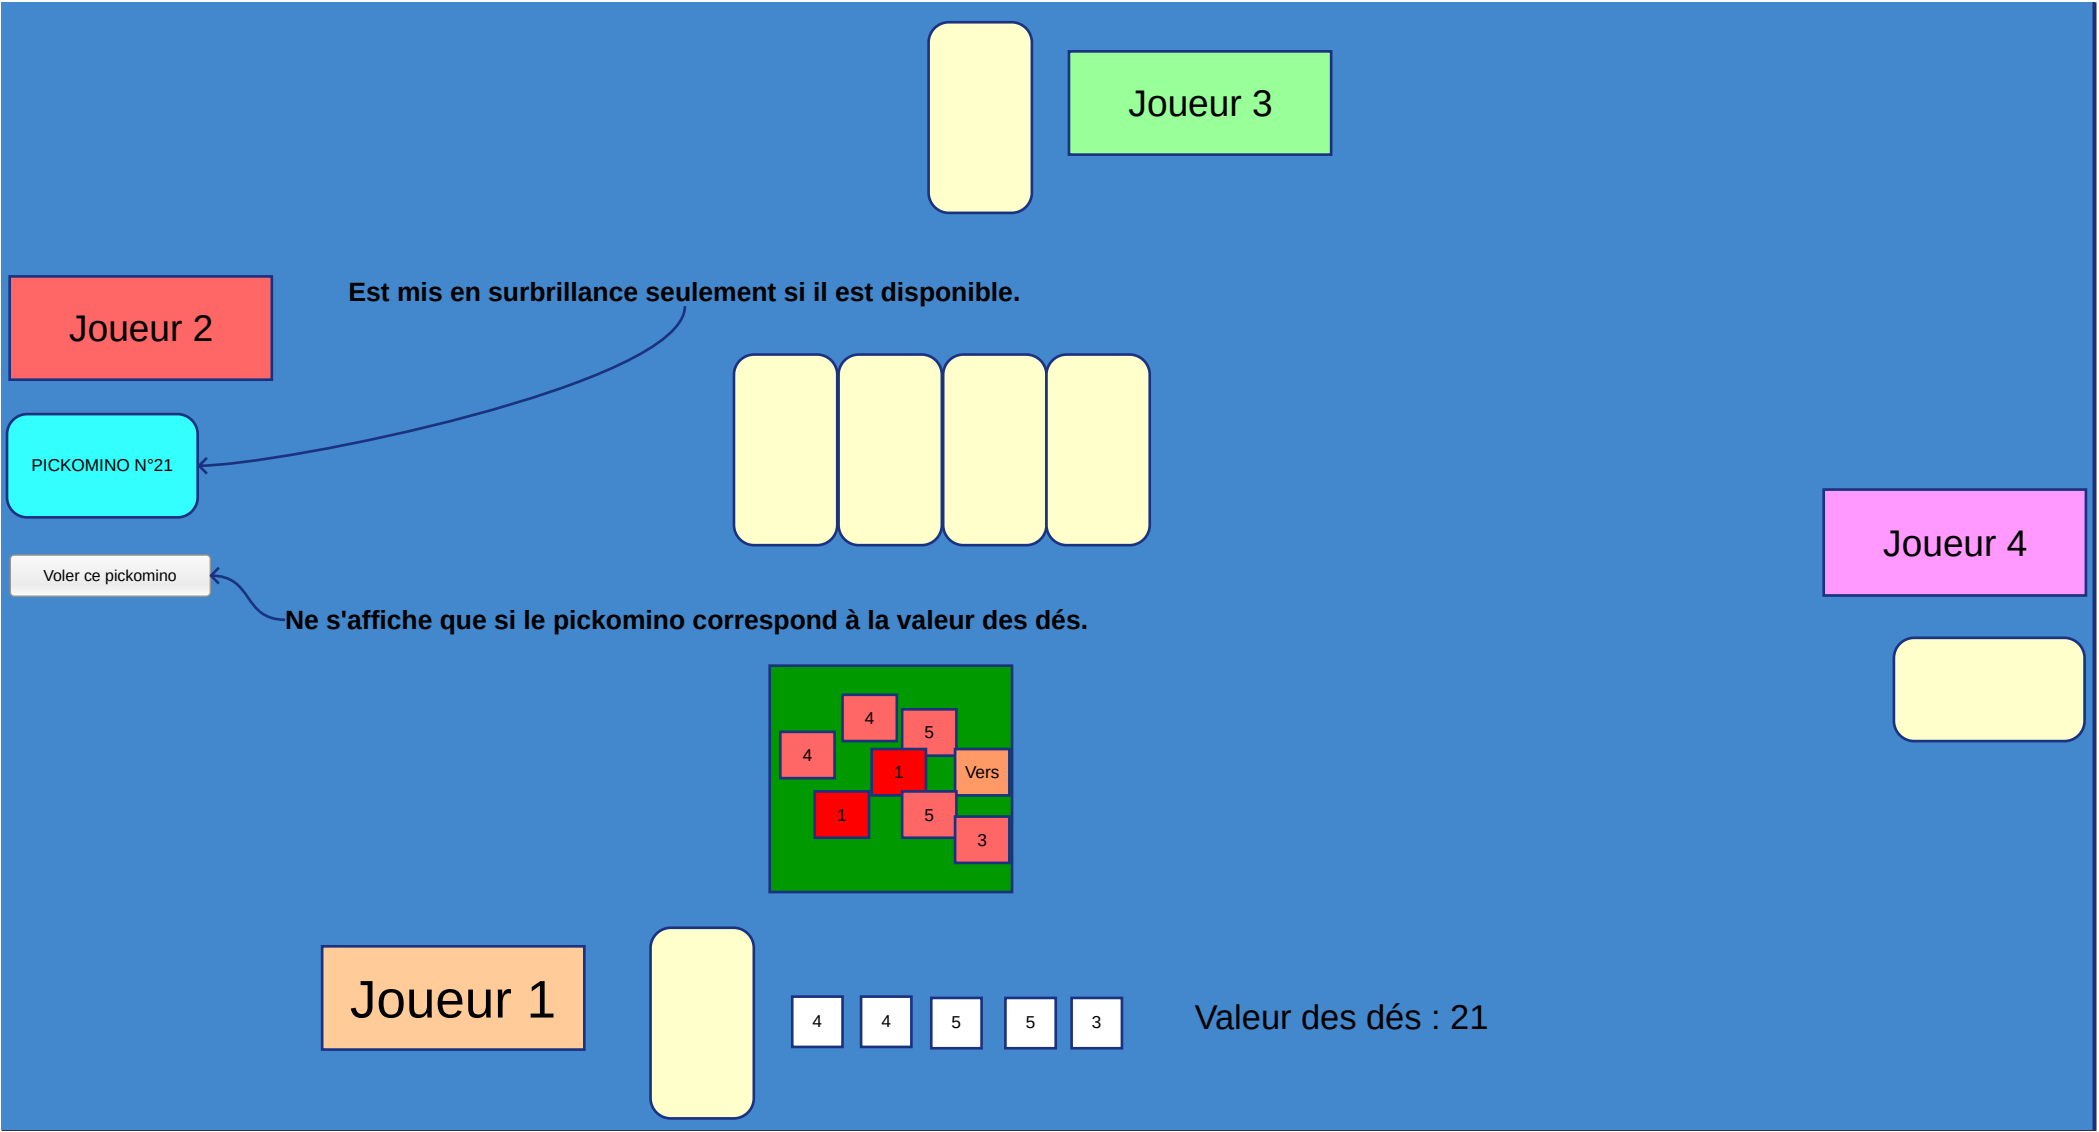 Joueur 3
Est mis en surbrillance seulement si il est disponible.
Joueur 2
PICKOMINO N°21
Joueur 4
Voler ce pickomino
Ne s'affiche que si le pickomino correspond à la valeur des dés.
4
5
4
1
Vers
1
5
3
Joueur 1
4
4
5
5
3
Valeur des dés : 21